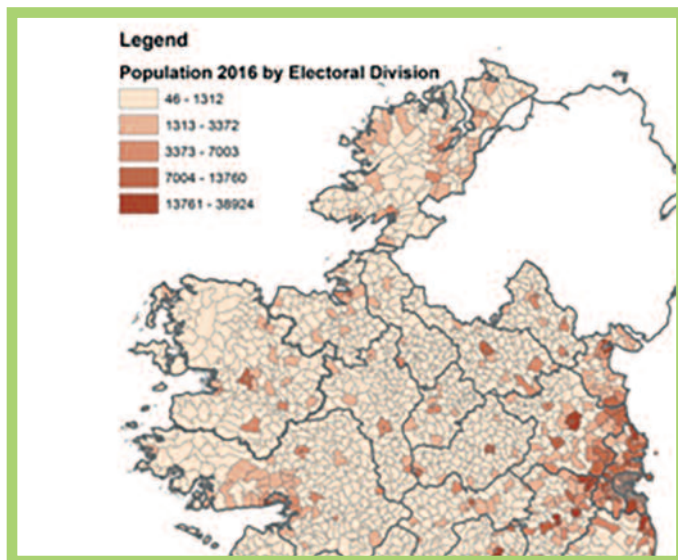 Legend
Population 2016 by Electoral Division
46 - 1312
1313 - 3372
3373 - 7003
7004 - 13760
13761 - 38924